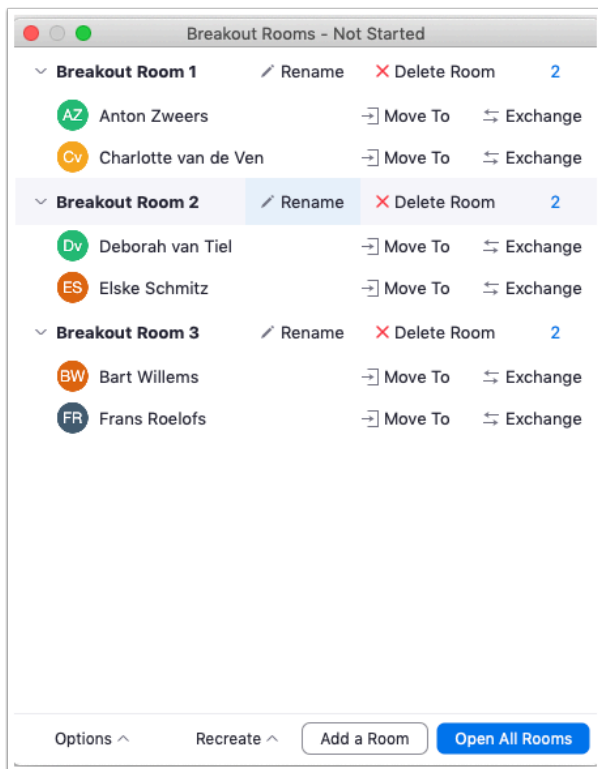 Breakout Rooms - Not Started
Breakout Room 1 Rename Delete Room 2
AZ Anton Zweers Move To Exchange
Cv Charlotte van de Ven Move To Exchange
Breakout Room 2 Rename Delete Room 2
Dv Deborah van Tiel Move To Exchange
ES Elske Schmitz Move To Exchange
Breakout Room 3 Rename Delete Room 2
BW Bart Willems Move To Exchange
FR Frans Roelofs Move To Exchange
Options Recreate Add a Room Open All Rooms